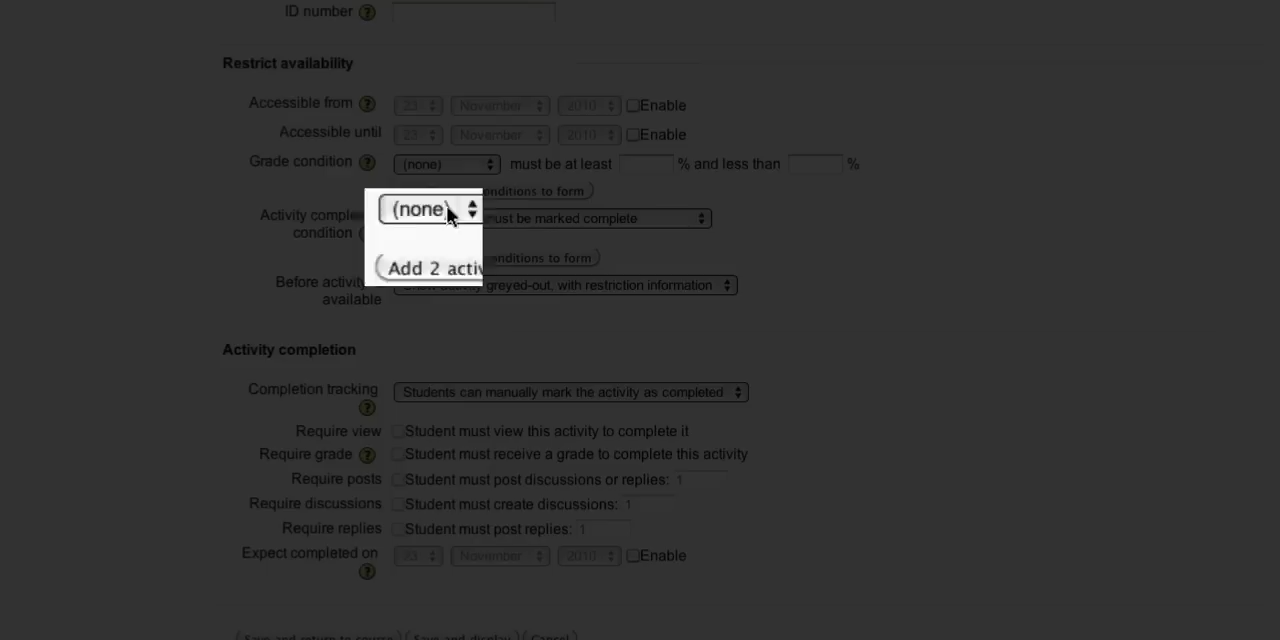 ID number ?
Restrict availability
Accessible from ? 23 November 2010 Enable
Accessible until 23 November 2010 Enable
Grade condition ? (none) must be at least % and less than %
onditions to form
Activity comple (none) ust be marked complete
condition
Add 2 activ onditions to form
Before activity greyed-out, with restriction information
available
Activity completion
Completion tracking Students can manually mark the activity as completed
?
Require view Student must view this activity to complete it
Require grade ? Student must receive a grade to complete this activity
Require posts Student must post discussions or replies: 1
Require discussions Student must create discussions: 1
Require replies Student must post replies: 1
Expect completed on 23 November 2010 Enable
?
Save and return to course Save and display Cancel